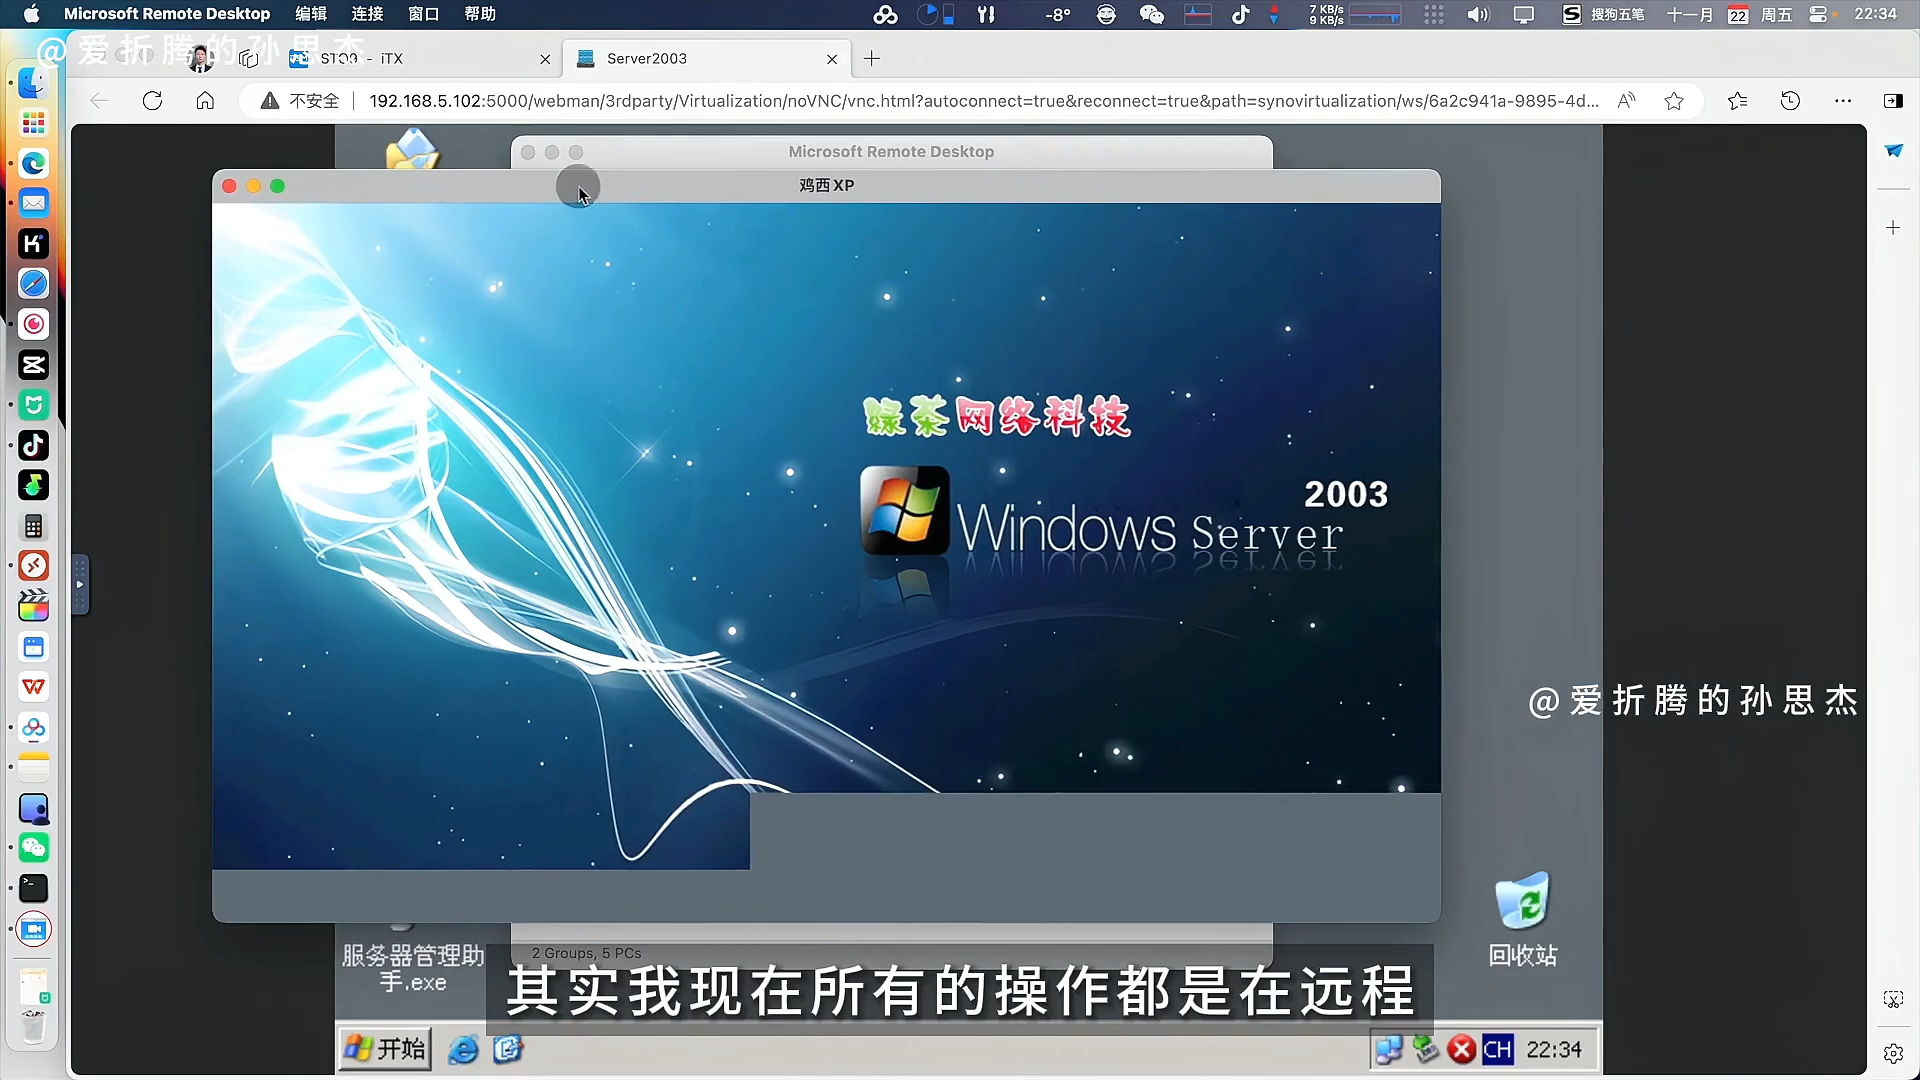 Microsoft Remote Desktop 编辑 连接 窗口 帮助
-8° 7 KB/s 9 KB/s 搜狗五笔 十一月 22 周五 22:34
@爱折腾的孙思杰
iTX
Server2003
不安全 192.168.5.102:5000/webman/3rdparty/Virtualization/noVNC/vnc.html?autoconnect=true&reconnect=true&path=synovirtualization/ws/6a2c941a-9895-4d...
Microsoft Remote Desktop
鸡西XP
绿茶网络科技
2003
Windows Server
@爱折腾的孙思杰
2 Groups, 5 PCs
服务器管理助
手.exe
回收站
其实我现在所有的操作都是在远程
开始
CH 22:34